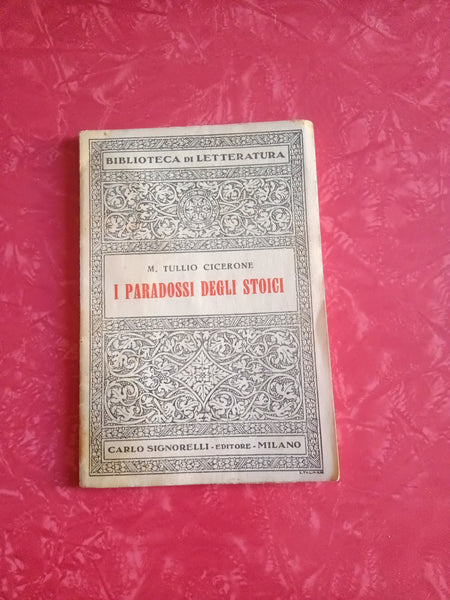 BIBLIOTECA DI LETTERATURA
M. TULLIO CICERONE
I PARADOSSI DEGLI STOICI
CARLO SIGNORELLI - EDITORE - MILANO